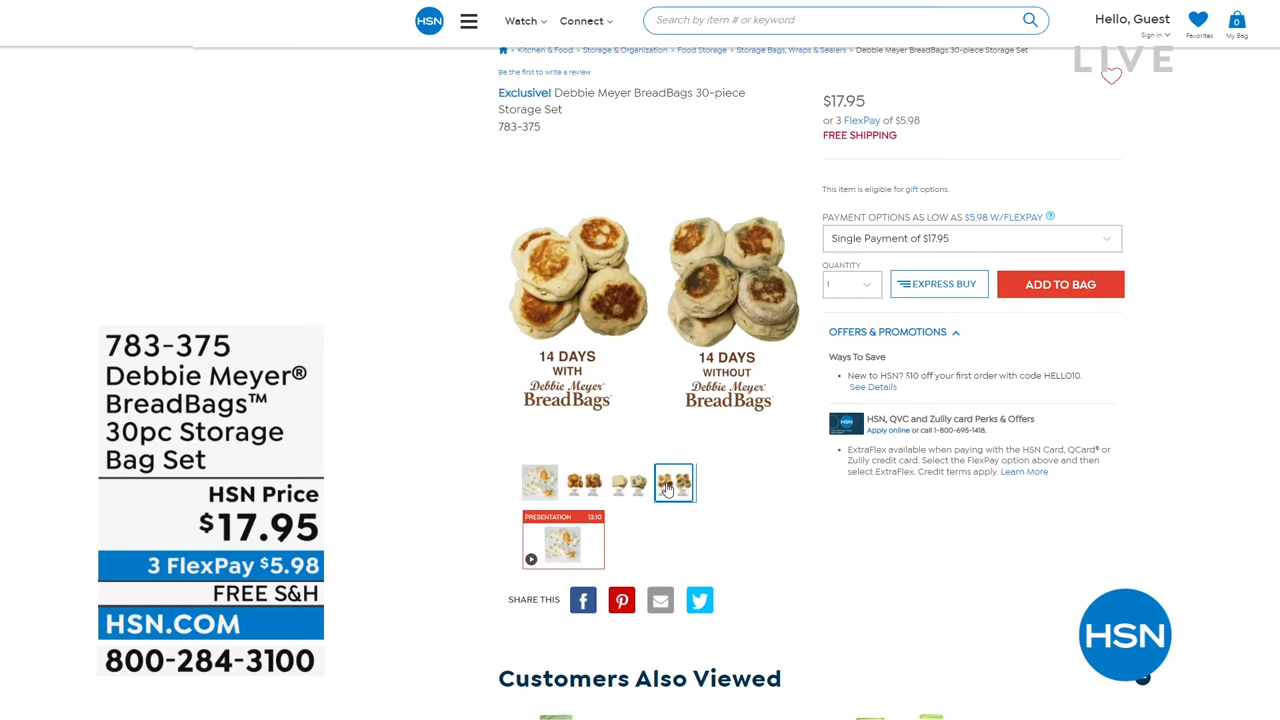 HSN
Watch
Connect
Search by item # or keyword
Hello, Guest
Sign in
Favorites
0
My Bag
LIVE
Kitchen & Food > Storage & Organization > Food Storage > Storage Bags, Wraps & Sealers > Debbie Meyer BreadBags 30-piece Storage Set
Be the first to write a review
Exclusive! Debbie Meyer BreadBags 30-piece
Storage Set
783-375
$17.95
or 3 FlexPay of $5.98
FREE SHIPPING
This item is eligible for gift options.
PAYMENT OPTIONS AS LOW AS $5.98 W/FLEXPAY ?
Single Payment of $17.95
QUANTITY
1
EXPRESS BUY
ADD TO BAG
OFFERS & PROMOTIONS
Ways To Save
• New to HSN? $10 off your first order with code HELLO10.
See Details
HSN
HSN, QVC and Zulily card Perks & Offers
Apply online or call 1-800-695-1418.
• ExtraFlex available when paying with the HSN Card, QCard® or
Zulily credit card. Select the FlexPay option above and then
select ExtraFlex. Credit terms apply. Learn More
14 DAYS
WITH
Debbie Meyer
BreadBags™
14 DAYS
WITHOUT
Debbie Meyer
BreadBags™
PRESENTATION 13:10
SHARE THIS
Customers Also Viewed
783-375
Debbie Meyer®
BreadBags™
30pc Storage
Bag Set
HSN Price
$17.95
3 FlexPay $5.98
FREE S&H
HSN.COM
800-284-3100
HSN